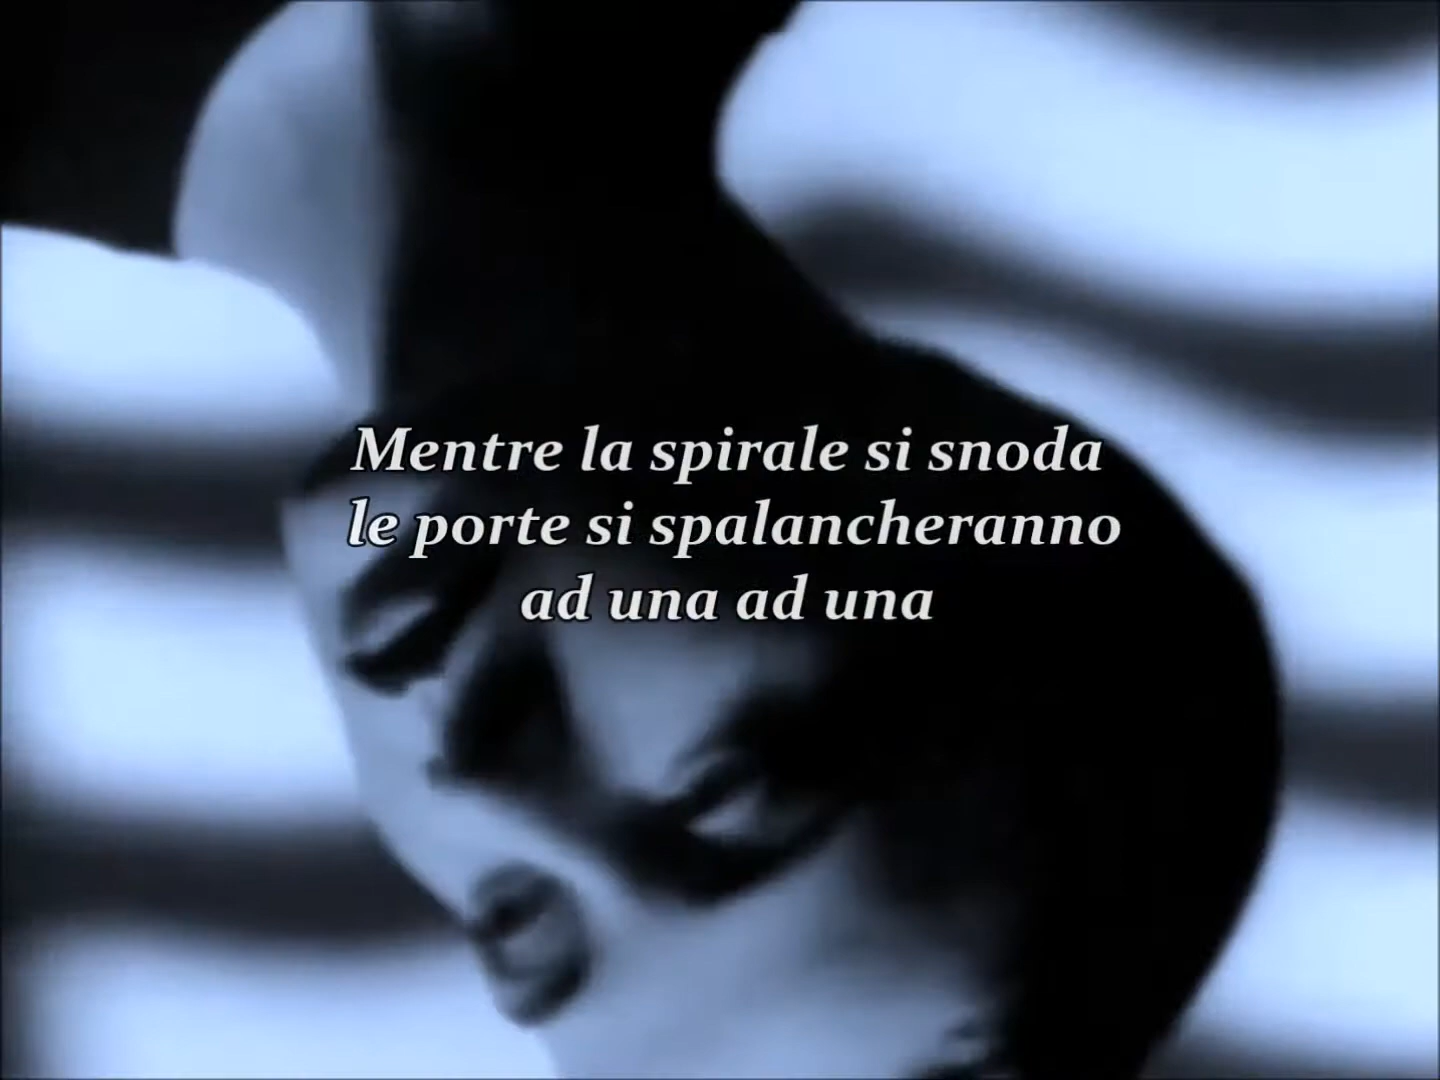 Mentre la spirale si snoda
le porte si spalancheranno
ad una ad una